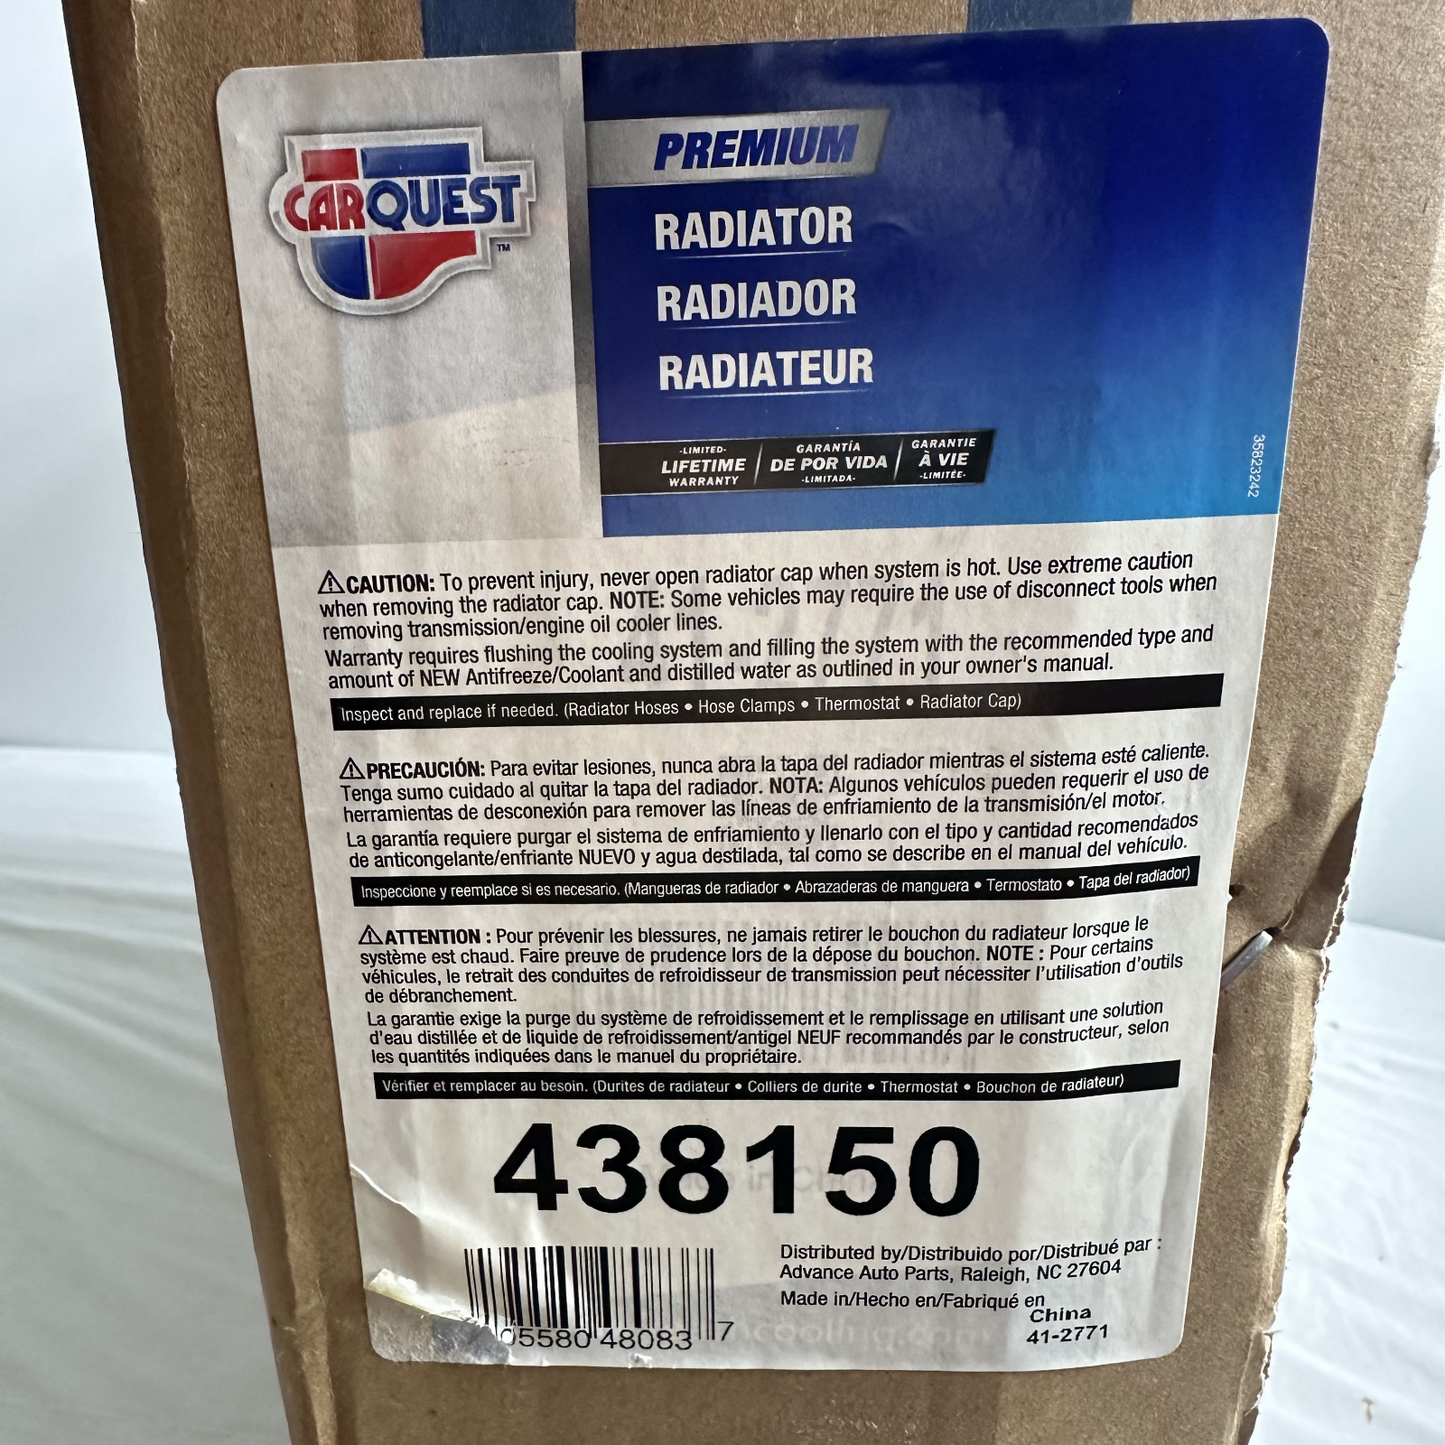 CARQUEST
TM
PREMIUM
RADIATOR
RADIADOR
RADIATEUR
-LIMITED-
LIFETIME
WARRANTY
GARANTÍA
DE POR VIDA
-LIMITADA-
GARANTIE
À VIE
-LIMITÉE-
35823242
⚠CAUTION: To prevent injury, never open radiator cap when system is hot. Use extreme caution
when removing the radiator cap. NOTE: Some vehicles may require the use of disconnect tools when
removing transmission/engine oil cooler lines.
Warranty requires flushing the cooling system and filling the system with the recommended type and
amount of NEW Antifreeze/Coolant and distilled water as outlined in your owner's manual.
Inspect and replace if needed. (Radiator Hoses • Hose Clamps • Thermostat • Radiator Cap)
⚠PRECAUCIÓN: Para evitar lesiones, nunca abra la tapa del radiador mientras el sistema esté caliente.
Tenga sumo cuidado al quitar la tapa del radiador. NOTA: Algunos vehículos pueden requerir el uso de
herramientas de desconexión para remover las líneas de enfriamiento de la transmisión/el motor.
La garantía requiere purgar el sistema de enfriamiento y llenarlo con el tipo y cantidad recomendados
de anticongelante/enfriante NUEVO y agua destilada, tal como se describe en el manual del vehículo.
Inspeccione y reemplace si es necesario. (Mangueras de radiador • Abrazaderas de manguera • Termostato • Tapa del radiador)
⚠ATTENTION : Pour prévenir les blessures, ne jamais retirer le bouchon du radiateur lorsque le
système est chaud. Faire preuve de prudence lors de la dépose du bouchon. NOTE : Pour certains
véhicules, le retrait des conduites de refroidisseur de transmission peut nécessiter l'utilisation d'outils
de débranchement.
La garantie exige la purge du système de refroidissement et le remplissage en utilisant une solution
d'eau distillée et de liquide de refroidissement/antigel NEUF recommandés par le constructeur, selon
les quantités indiquées dans le manuel du propriétaire.
Vérifier et remplacer au besoin. (Durites de radiateur • Colliers de durite • Thermostat • Bouchon de radiateur)
438150
05580 48083 7
Distributed by/Distribuido por/Distribué par :
Advance Auto Parts, Raleigh, NC 27604
Made in/Hecho en/Fabriqué en
China
41-2771